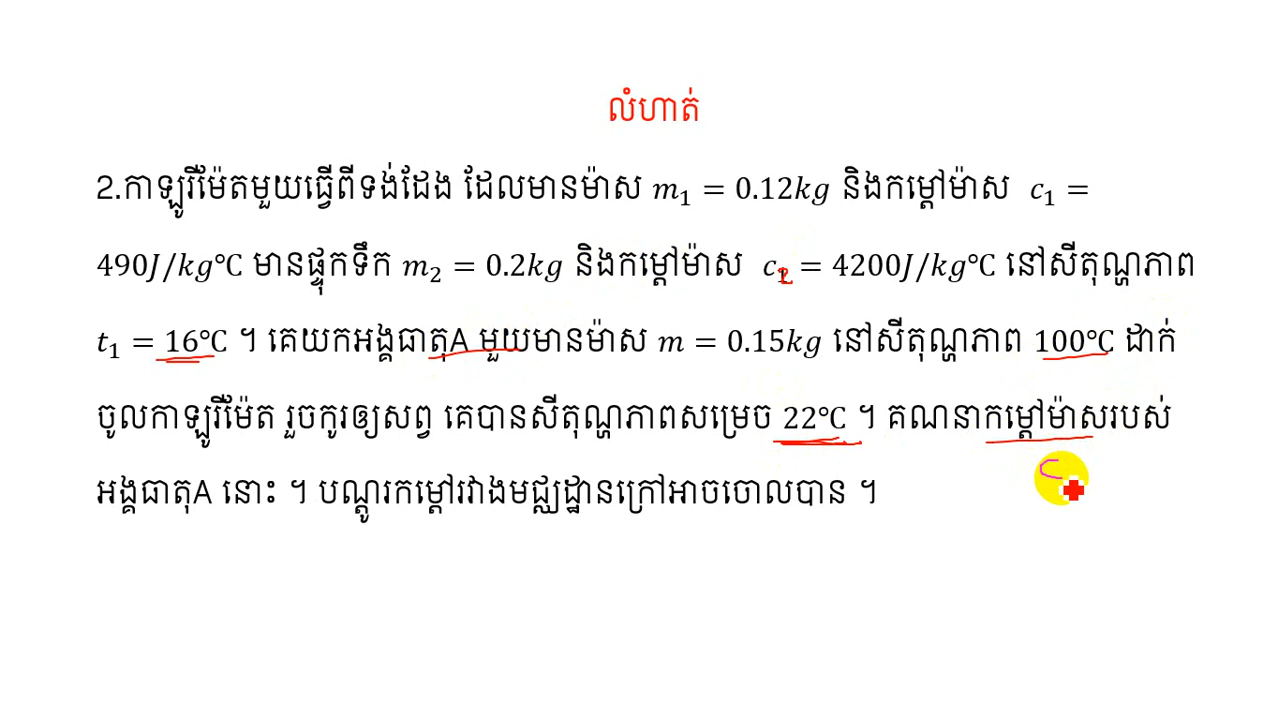 លំហាត់
2.កាឡូរីម៉ែតមួយធ្វើពីទង់ដែង ដែលមានម៉ាស m₁ = 0.12kg និងកម្តៅម៉ាស c₁ =
490J/kg°C មានផ្ទុកទឹក m₂ = 0.2kg និងកម្តៅម៉ាស c₂ = 4200J/kg°C នៅសីតុណ្ហភាព
t₁ = 16°C ។ គេយកអង្គធាតុA មួយមានម៉ាស m = 0.15kg នៅសីតុណ្ហភាព 100°C ដាក់
ចូលកាឡូរីម៉ែត រួចកូរឲ្យសព្វ គេបានសីតុណ្ហភាពសម្រេច 22°C ។ គណនាកម្តៅម៉ាសរបស់
អង្គធាតុA នោះ ។ បណ្តូរកម្តៅរវាងមជ្ឈដ្ឋានក្រៅអាចចោលបាន ។